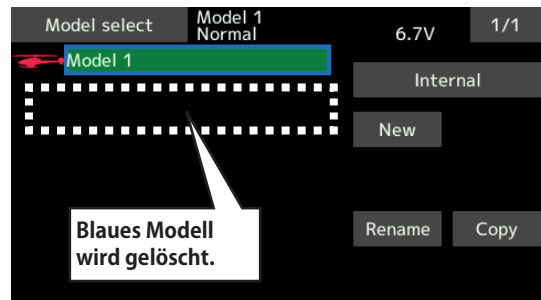 Model select
Model 1
Normal
6.7V
1/1
Model 1
Internal
New
Blaues Modell
wird gelöscht.
Rename
Copy